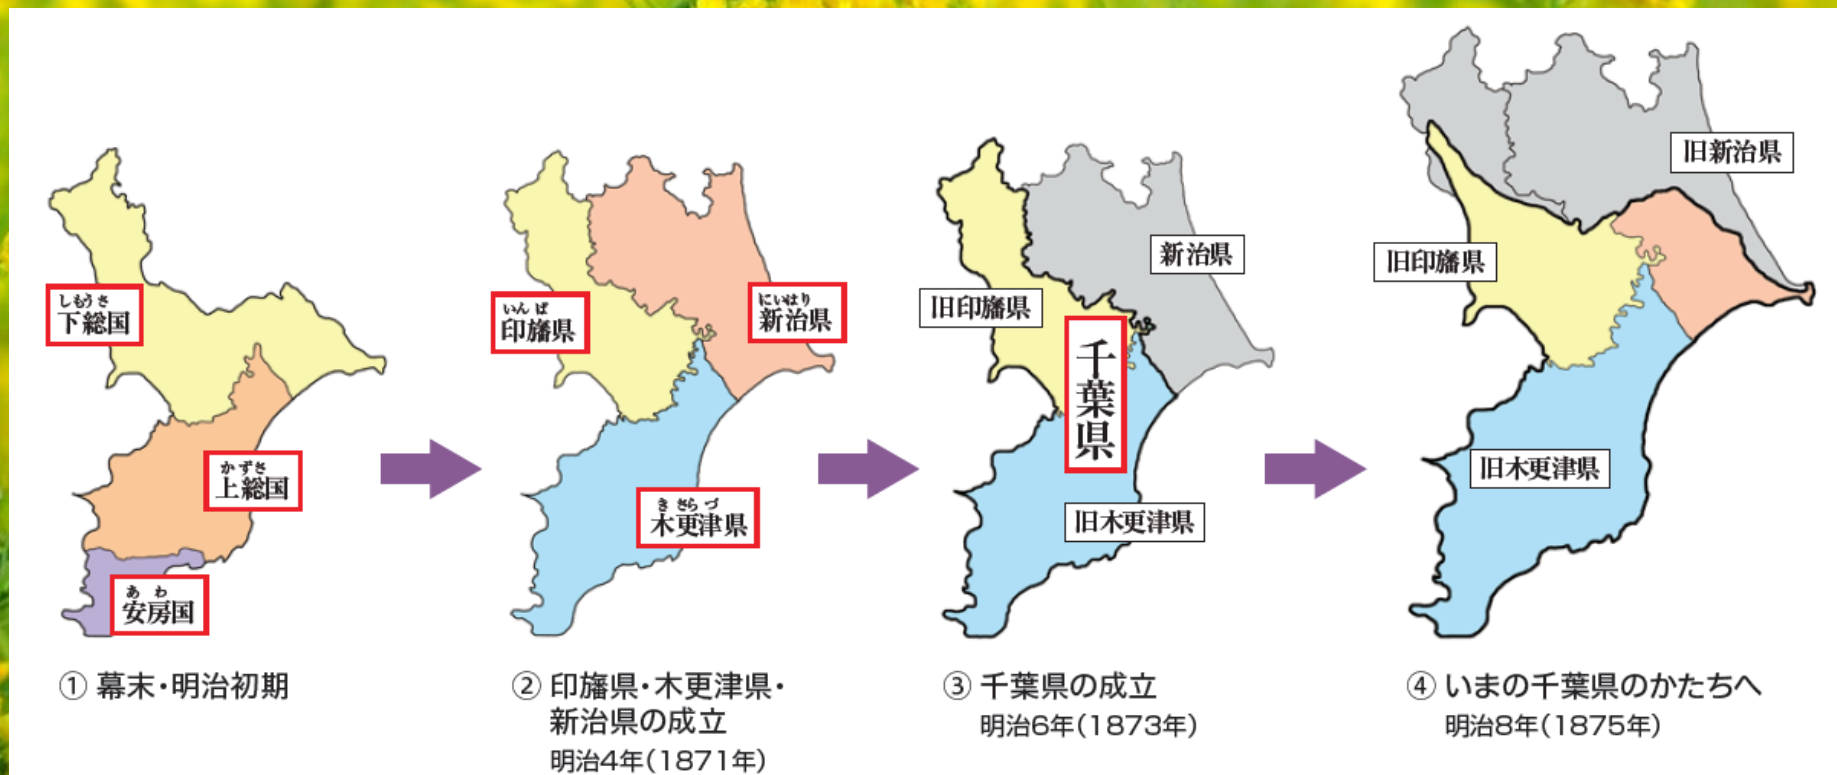 しもうさ
下総国
かずさ
上総国
あわ
安房国
① 幕末・明治初期
いんば
印旛県
にいはり
新治県
きさらづ
木更津県
② 印旛県・木更津県・
新治県の成立
明治4年(1871年)
新治県
旧印旛県
千葉県
旧木更津県
③ 千葉県の成立
明治6年(1873年)
旧新治県
旧印旛県
旧木更津県
④ いまの千葉県のかたちへ
明治8年(1875年)